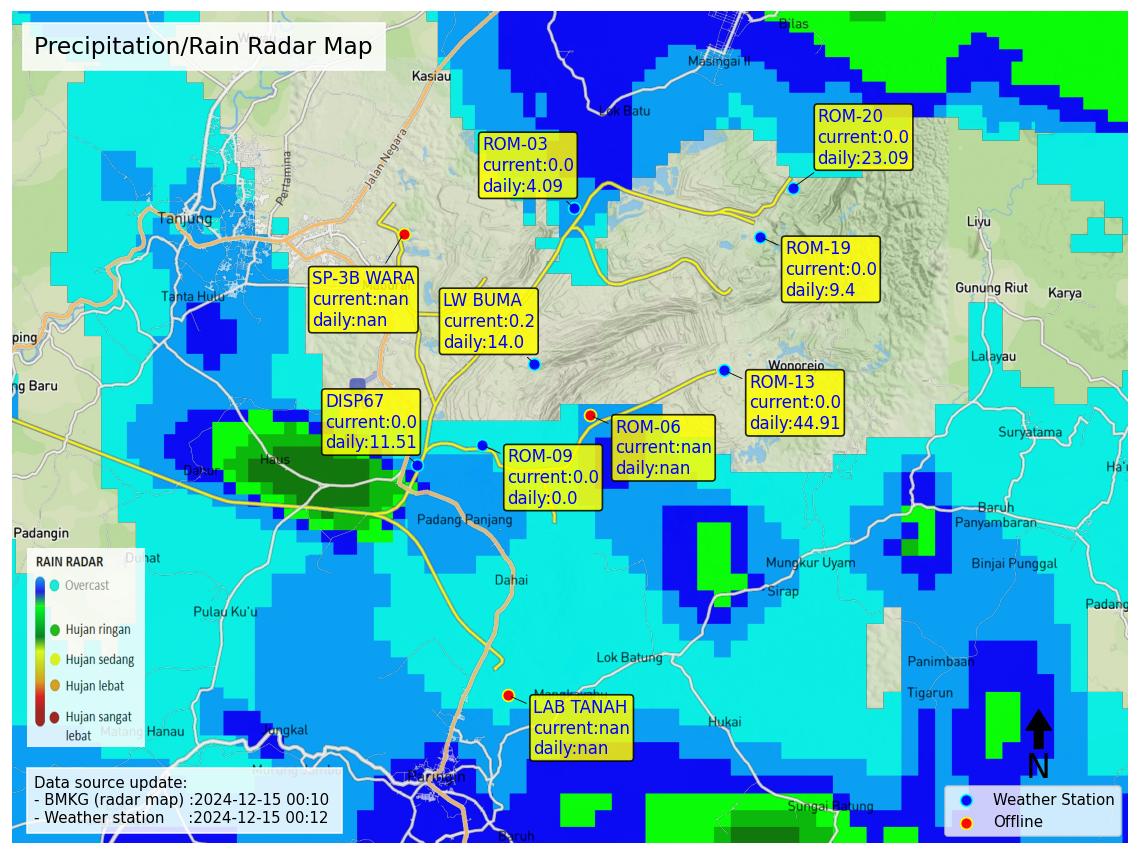 Precipitation/Rain Radar Map
Bilas
Masingai II
Kasiau
Lok Batu
Jalan Negara
Pertamina
ROM-20
current:0.0
daily:23.09
ROM-03
current:0.0
daily:4.09
Tanjung
Liyu
ROM-19
current:0.0
daily:9.4
SP-3B WARA
current:nan
daily:nan
LW BUMA
current:0.2
daily:14.0
Tanta Hulu
Gunung Riut
Karya
ping
Lalayau
Wonorejo
ng Baru
ROM-13
current:0.0
daily:44.91
DISP67
current:0.0
daily:11.51
ROM-06
current:nan
daily:nan
Suryatama
Haus
Dahur
ROM-09
current:0.0
daily:0.0
Ha'u
Padang Panjang
Baruh
Panyambaran
Padangin
Mungkur Uyam
Binjai Punggal
Dahai
Sirap
Padang
Pulau Ku'u
Lok Batung
Panimbaan
Tigarun
Hukai
LAB TANAH
current:nan
daily:nan
RAIN RADAR
Overcast
Hujan ringan
Hujan sedang
Hujan lebat
Hujan sangat
lebat
Matang Hanau
Jungkal
Murung Jambu
Paringin
Sungai Batung
Baruh
N
Data source update:
- BMKG (radar map) :2024-12-15 00:10
- Weather station :2024-12-15 00:12
Weather Station
Offline